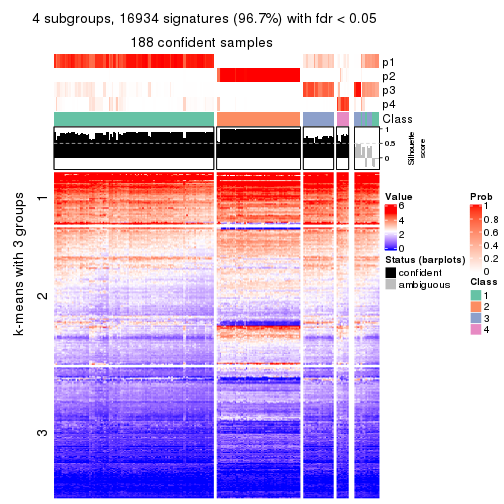 4 subgroups, 16934 signatures (96.7%) with fdr < 0.05
188 confident samples
p1
p2
p3
p4
Class
1
0.5
0
Silhouette
score
k-means with 3 groups
1
2
3
Value
6
4
2
0
Status (barplots)
confident
ambiguous
Prob
1
0.8
0.6
0.4
0.2
0
Class
1
2
3
4